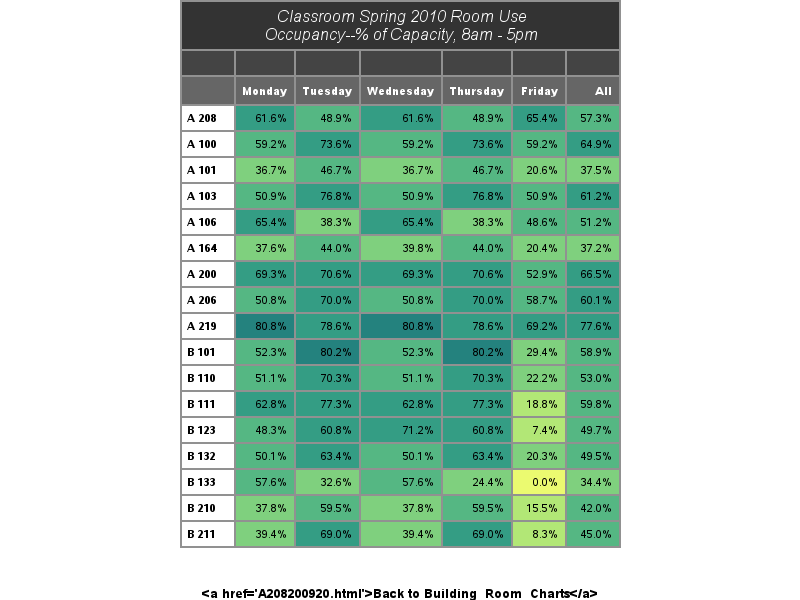 Classroom Spring 2010 Room Use
Occupancy--% of Capacity, 8am - 5pm
Monday Tuesday Wednesday Thursday Friday All
A 208 61.6% 48.9% 61.6% 48.9% 65.4% 57.3%
A 100 59.2% 73.6% 59.2% 73.6% 59.2% 64.9%
A 101 36.7% 46.7% 36.7% 46.7% 20.6% 37.5%
A 103 50.9% 76.8% 50.9% 76.8% 50.9% 61.2%
A 106 65.4% 38.3% 65.4% 38.3% 48.6% 51.2%
A 164 37.6% 44.0% 39.8% 44.0% 20.4% 37.2%
A 200 69.3% 70.6% 69.3% 70.6% 52.9% 66.5%
A 206 50.8% 70.0% 50.8% 70.0% 58.7% 60.1%
A 219 80.8% 78.6% 80.8% 78.6% 69.2% 77.6%
B 101 52.3% 80.2% 52.3% 80.2% 29.4% 58.9%
B 110 51.1% 70.3% 51.1% 70.3% 22.2% 53.0%
B 111 62.8% 77.3% 62.8% 77.3% 18.8% 59.8%
B 123 48.3% 60.8% 71.2% 60.8% 7.4% 49.7%
B 132 50.1% 63.4% 50.1% 63.4% 20.3% 49.5%
B 133 57.6% 32.6% 57.6% 24.4% 0.0% 34.4%
B 210 37.8% 59.5% 37.8% 59.5% 15.5% 42.0%
B 211 39.4% 69.0% 39.4% 69.0% 8.3% 45.0%
<a href='A208200920.html'>Back to Building_Room_Charts</a>